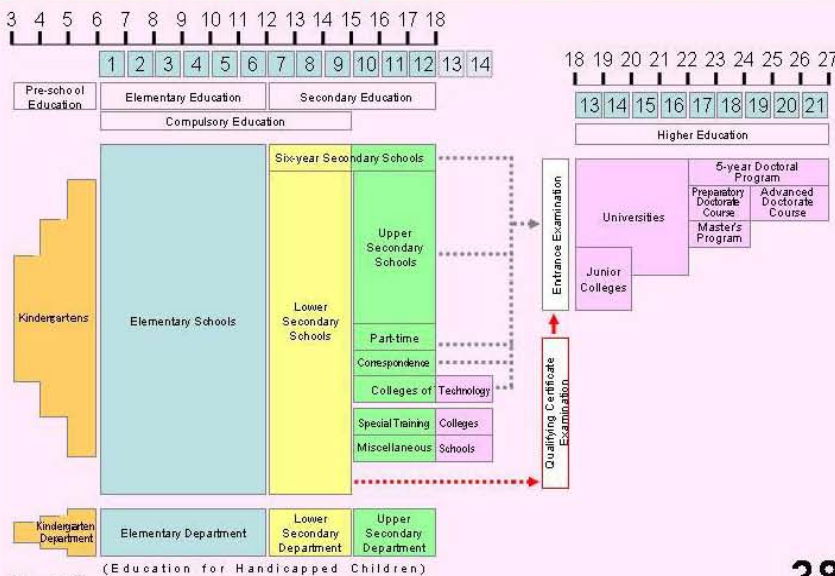 3 4 5 6 7 8 9 10 11 12 13 14 15 16 17 18
1 2 3 4 5 6 7 8 9 10 11 12 13 14
18 19 20 21 22 23 24 25 26 27
13 14 15 16 17 18 19 20 21
Pre-school
Education
Elementary Education
Secondary Education
Compulsory Education
Higher Education
Six-year Secondary Schools
Kindergartens
Elementary Schools
Lower
Secondary
Schools
Upper
Secondary
Schools
Part-time
Correspondence
Colleges of Technology
Special Training Colleges
Miscellaneous Schools
Entrance Examination
Qualifying Certificate
Examination
Universities
Junior
Colleges
5-year Doctoral
Program
Preparatory
Doctorate
Course
Advanced
Doctorate
Course
Master's
Program
Kindergarten
Department
Elementary Department
Lower
Secondary
Department
Upper
Secondary
Department
(Education for Handicapped Children)